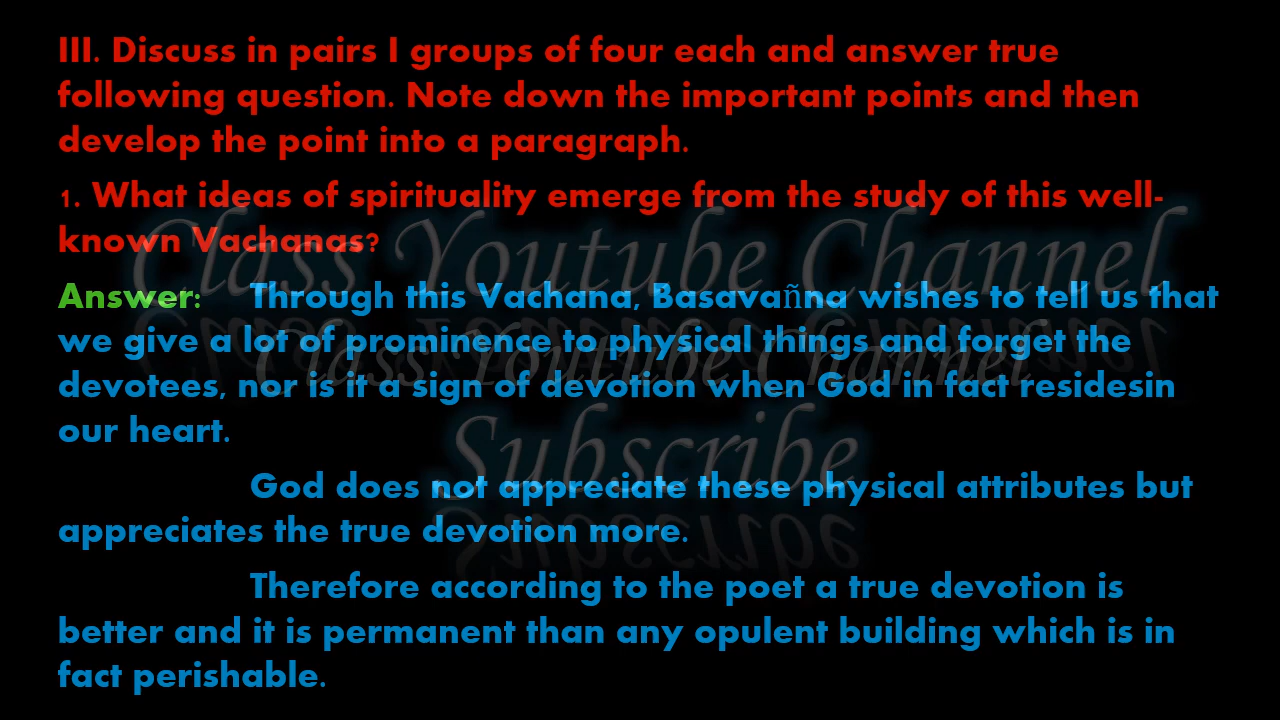 III. Discuss in pairs I groups of four each and answer true
following question. Note down the important points and then
develop the point into a paragraph.
1. What ideas of spirituality emerge from the study of this well-
known Vachanas?
Answer: Through this Vachana, Basavañna wishes to tell us that
we give a lot of prominence to physical things and forget the
devotees, nor is it a sign of devotion when God in fact residesin
our heart.
God does not appreciate these physical attributes but
appreciates the true devotion more.
Therefore according to the poet a true devotion is
better and it is permanent than any opulent building which is in
fact perishable.
Class Youtube Channel
Class Youtube Channel
Subscribe